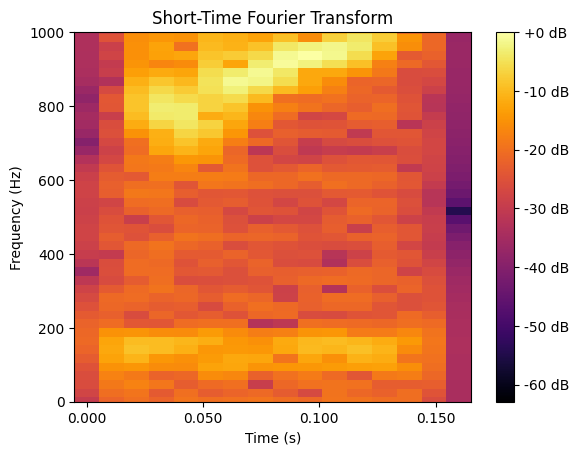 Short-Time Fourier Transform
Frequency (Hz)
1000
800
600
400
200
0
0.000 0.050 0.100 0.150
Time (s)
+0 dB
-10 dB
-20 dB
-30 dB
-40 dB
-50 dB
-60 dB